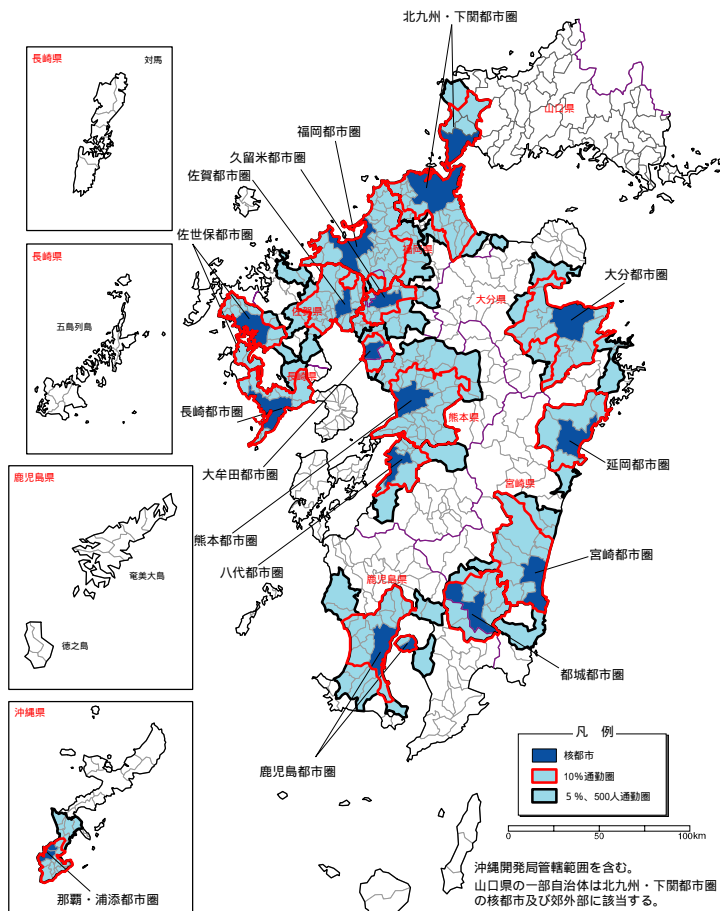 北九州・下関都市圏
長崎県
対馬
山口県
福岡都市圏
久留米都市圏
佐賀都市圏
佐世保都市圏
長崎県
福岡県
大分県
大分都市圏
五島列島
佐賀県
長崎県
長崎都市圏
熊本県
延岡都市圏
大牟田都市圏
鹿児島県
宮崎県
熊本都市圏
宮崎都市圏
八代都市圏
鹿児島県
奄美大島
徳之島
都城都市圏
沖縄県
凡 例
核都市
鹿児島都市圏
10%通勤圏
5%、500人通勤圏
0 50 100km
沖縄開発局管轄範囲を含む。
山口県の一部自治体は北九州・下関都市圏
の核都市及び郊外部に該当する。
那覇・浦添都市圏